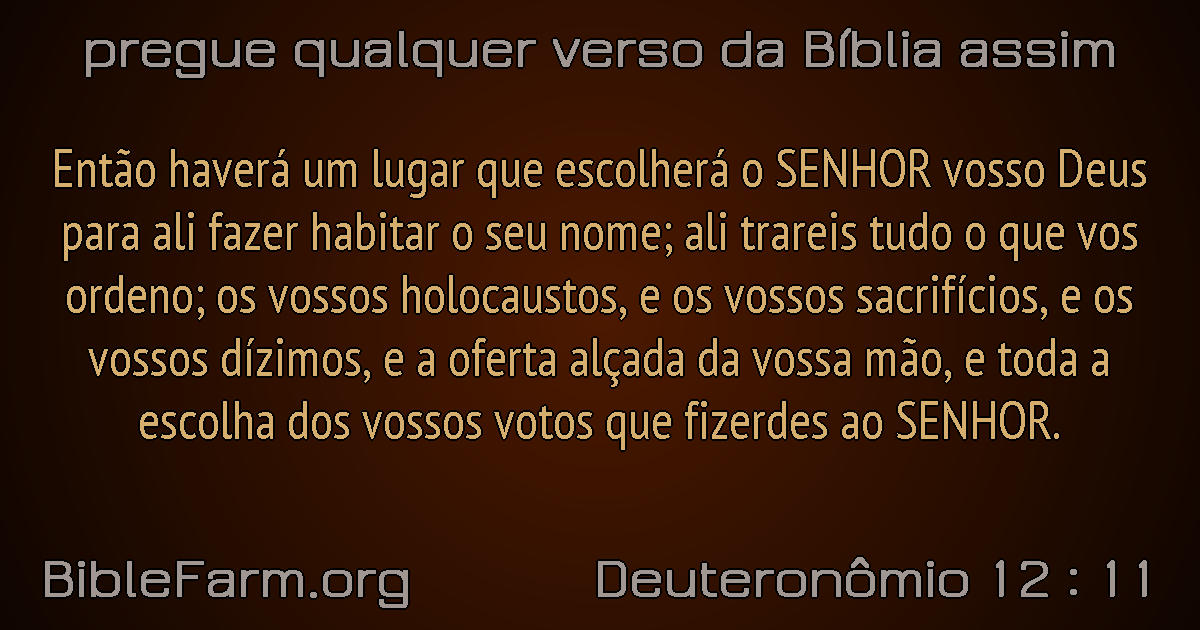 pregue qualquer verso da Bíblia assim
Então haverá um lugar que escolherá o SENHOR vosso Deus
para ali fazer habitar o seu nome; ali trareis tudo o que vos
ordeno; os vossos holocaustos, e os vossos sacrifícios, e os
vossos dízimos, e a oferta alçada da vossa mão, e toda a
escolha dos vossos votos que fizerdes ao SENHOR.
BibleFarm.org
Deuteronômio 12 : 11